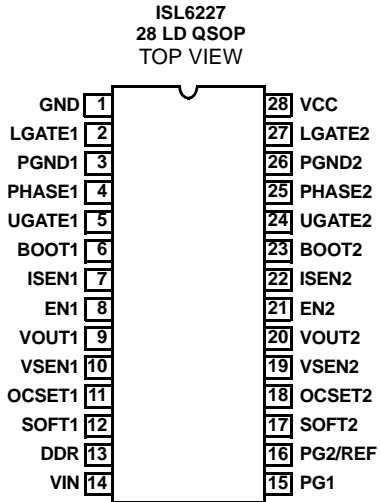 ISL6227
28 LD QSOP
TOP VIEW
GND 1 28 VCC
LGATE1 2 27 LGATE2
PGND1 3 26 PGND2
PHASE1 4 25 PHASE2
UGATE1 5 24 UGATE2
BOOT1 6 23 BOOT2
ISEN1 7 22 ISEN2
EN1 8 21 EN2
VOUT1 9 20 VOUT2
VSEN1 10 19 VSEN2
OCSET1 11 18 OCSET2
SOFT1 12 17 SOFT2
DDR 13 16 PG2/REF
VIN 14 15 PG1